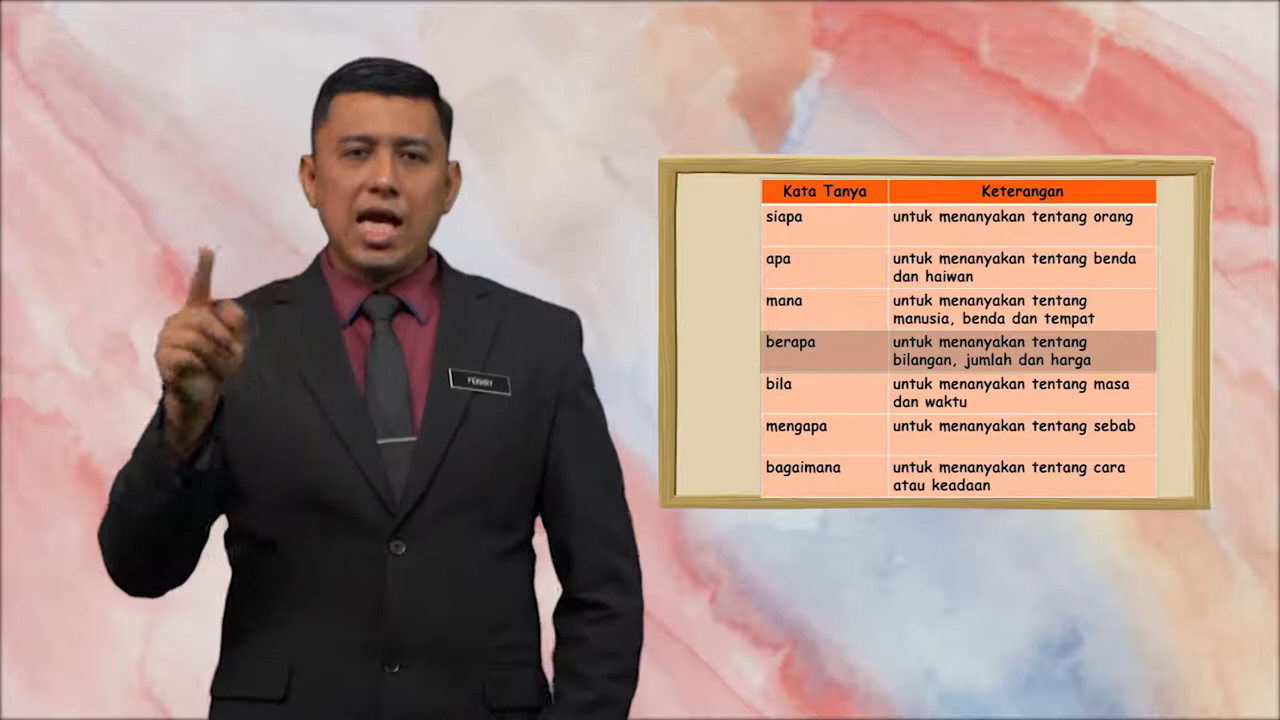 Kata Tanya Keterangan
siapa untuk menanyakan tentang orang
apa untuk menanyakan tentang benda
dan haiwan
mana untuk menanyakan tentang
manusia, benda dan tempat
berapa untuk menanyakan tentang
bilangan, jumlah dan harga
bila untuk menanyakan tentang masa
dan waktu
mengapa untuk menanyakan tentang sebab
bagaimana untuk menanyakan tentang cara
atau keadaan